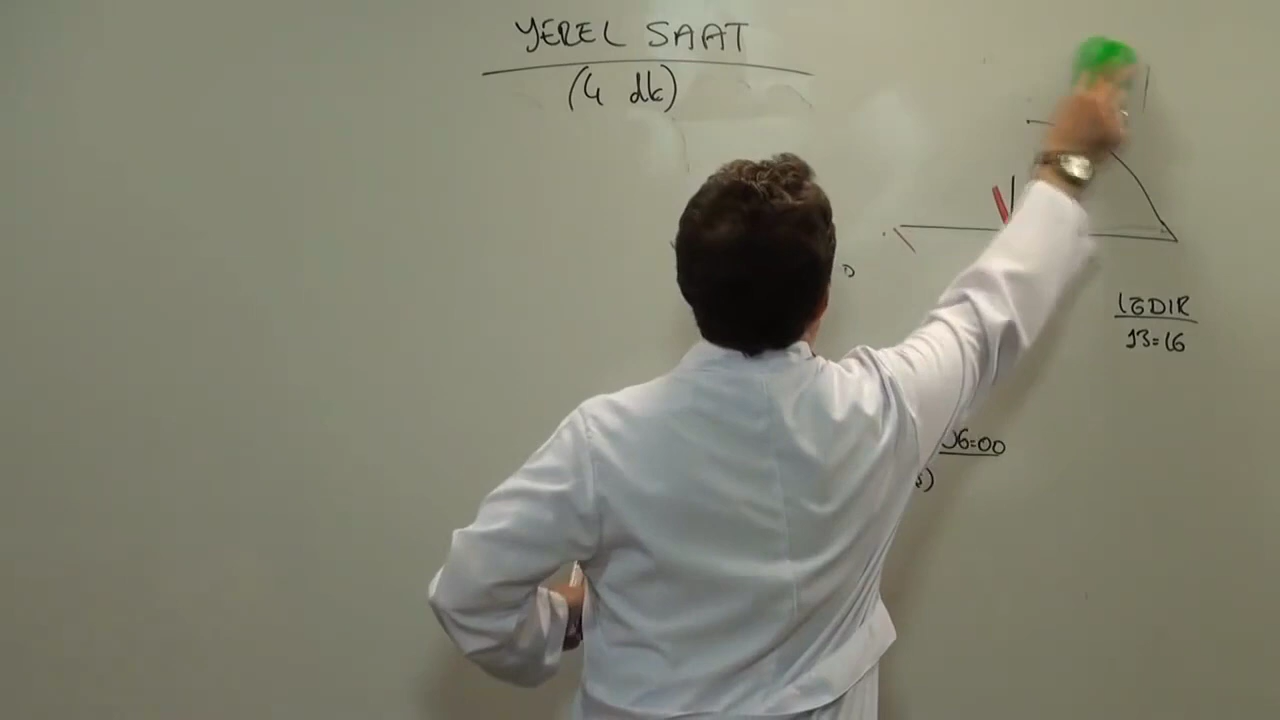 YEREL SAAT
(4 dk)
IĞDIR
13=16
06=00